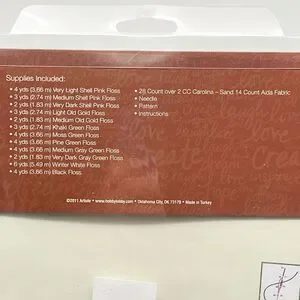 Supplies Included:
• 4 yds (3.66 m) Very Light Shell Pink Floss
• 3 yds (2.74 m) Medium Shell Pink Floss
• 2 yds (1.83 m) Very Dark Shell Pink Floss
• 3 yds (2.74 m) Light Old Gold Floss
• 2 yds (1.83 m) Medium Old Gold Floss
• 3 yds (2.74 m) Khaki Green Floss
• 4 yds (3.66 m) Moss Green Floss
• 4 yds (3.66 m) Pine Green Floss
• 4 yds (3.66 m) Medium Gray Green Floss
• 2 yds (1.83 m) Very Dark Gray Green Floss
• 6 yds (5.49 m) Winter White Floss
• 4 yds (3.66 m) Black Floss
• 28 Count over 2 CC Carolina – Sand 14 Count Aida Fabric
• Needle
• Pattern
• Instructions
©2011 Artiste • www.hobbylobby.com • Oklahoma City, OK 73179 • Made in Turkey